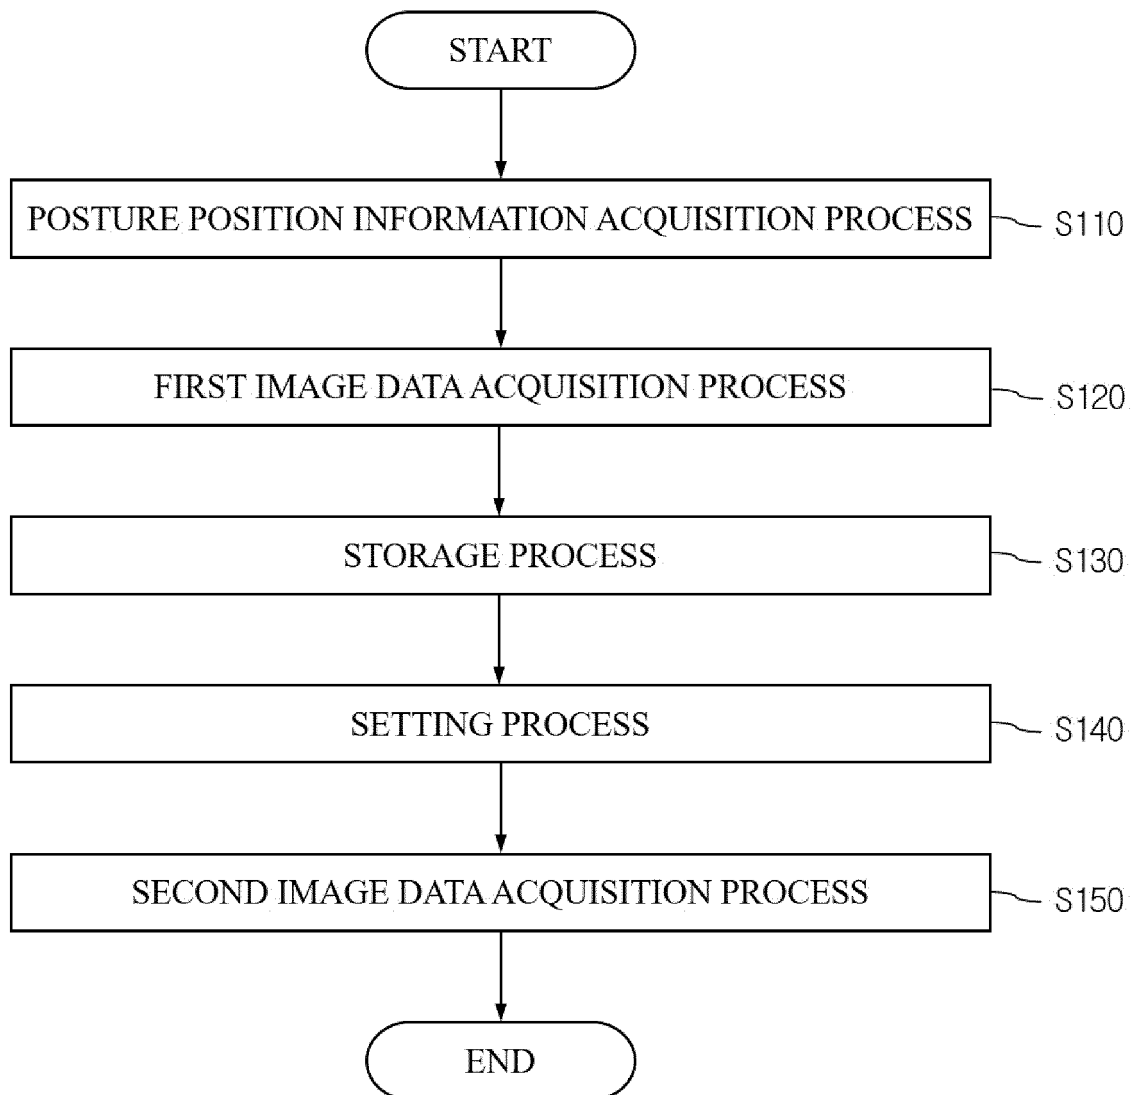 START
POSTURE POSITION INFORMATION ACQUISITION PROCESS
S110
FIRST IMAGE DATA ACQUISITION PROCESS
S120
STORAGE PROCESS
S130
SETTING PROCESS
S140
SECOND IMAGE DATA ACQUISITION PROCESS
S150
END